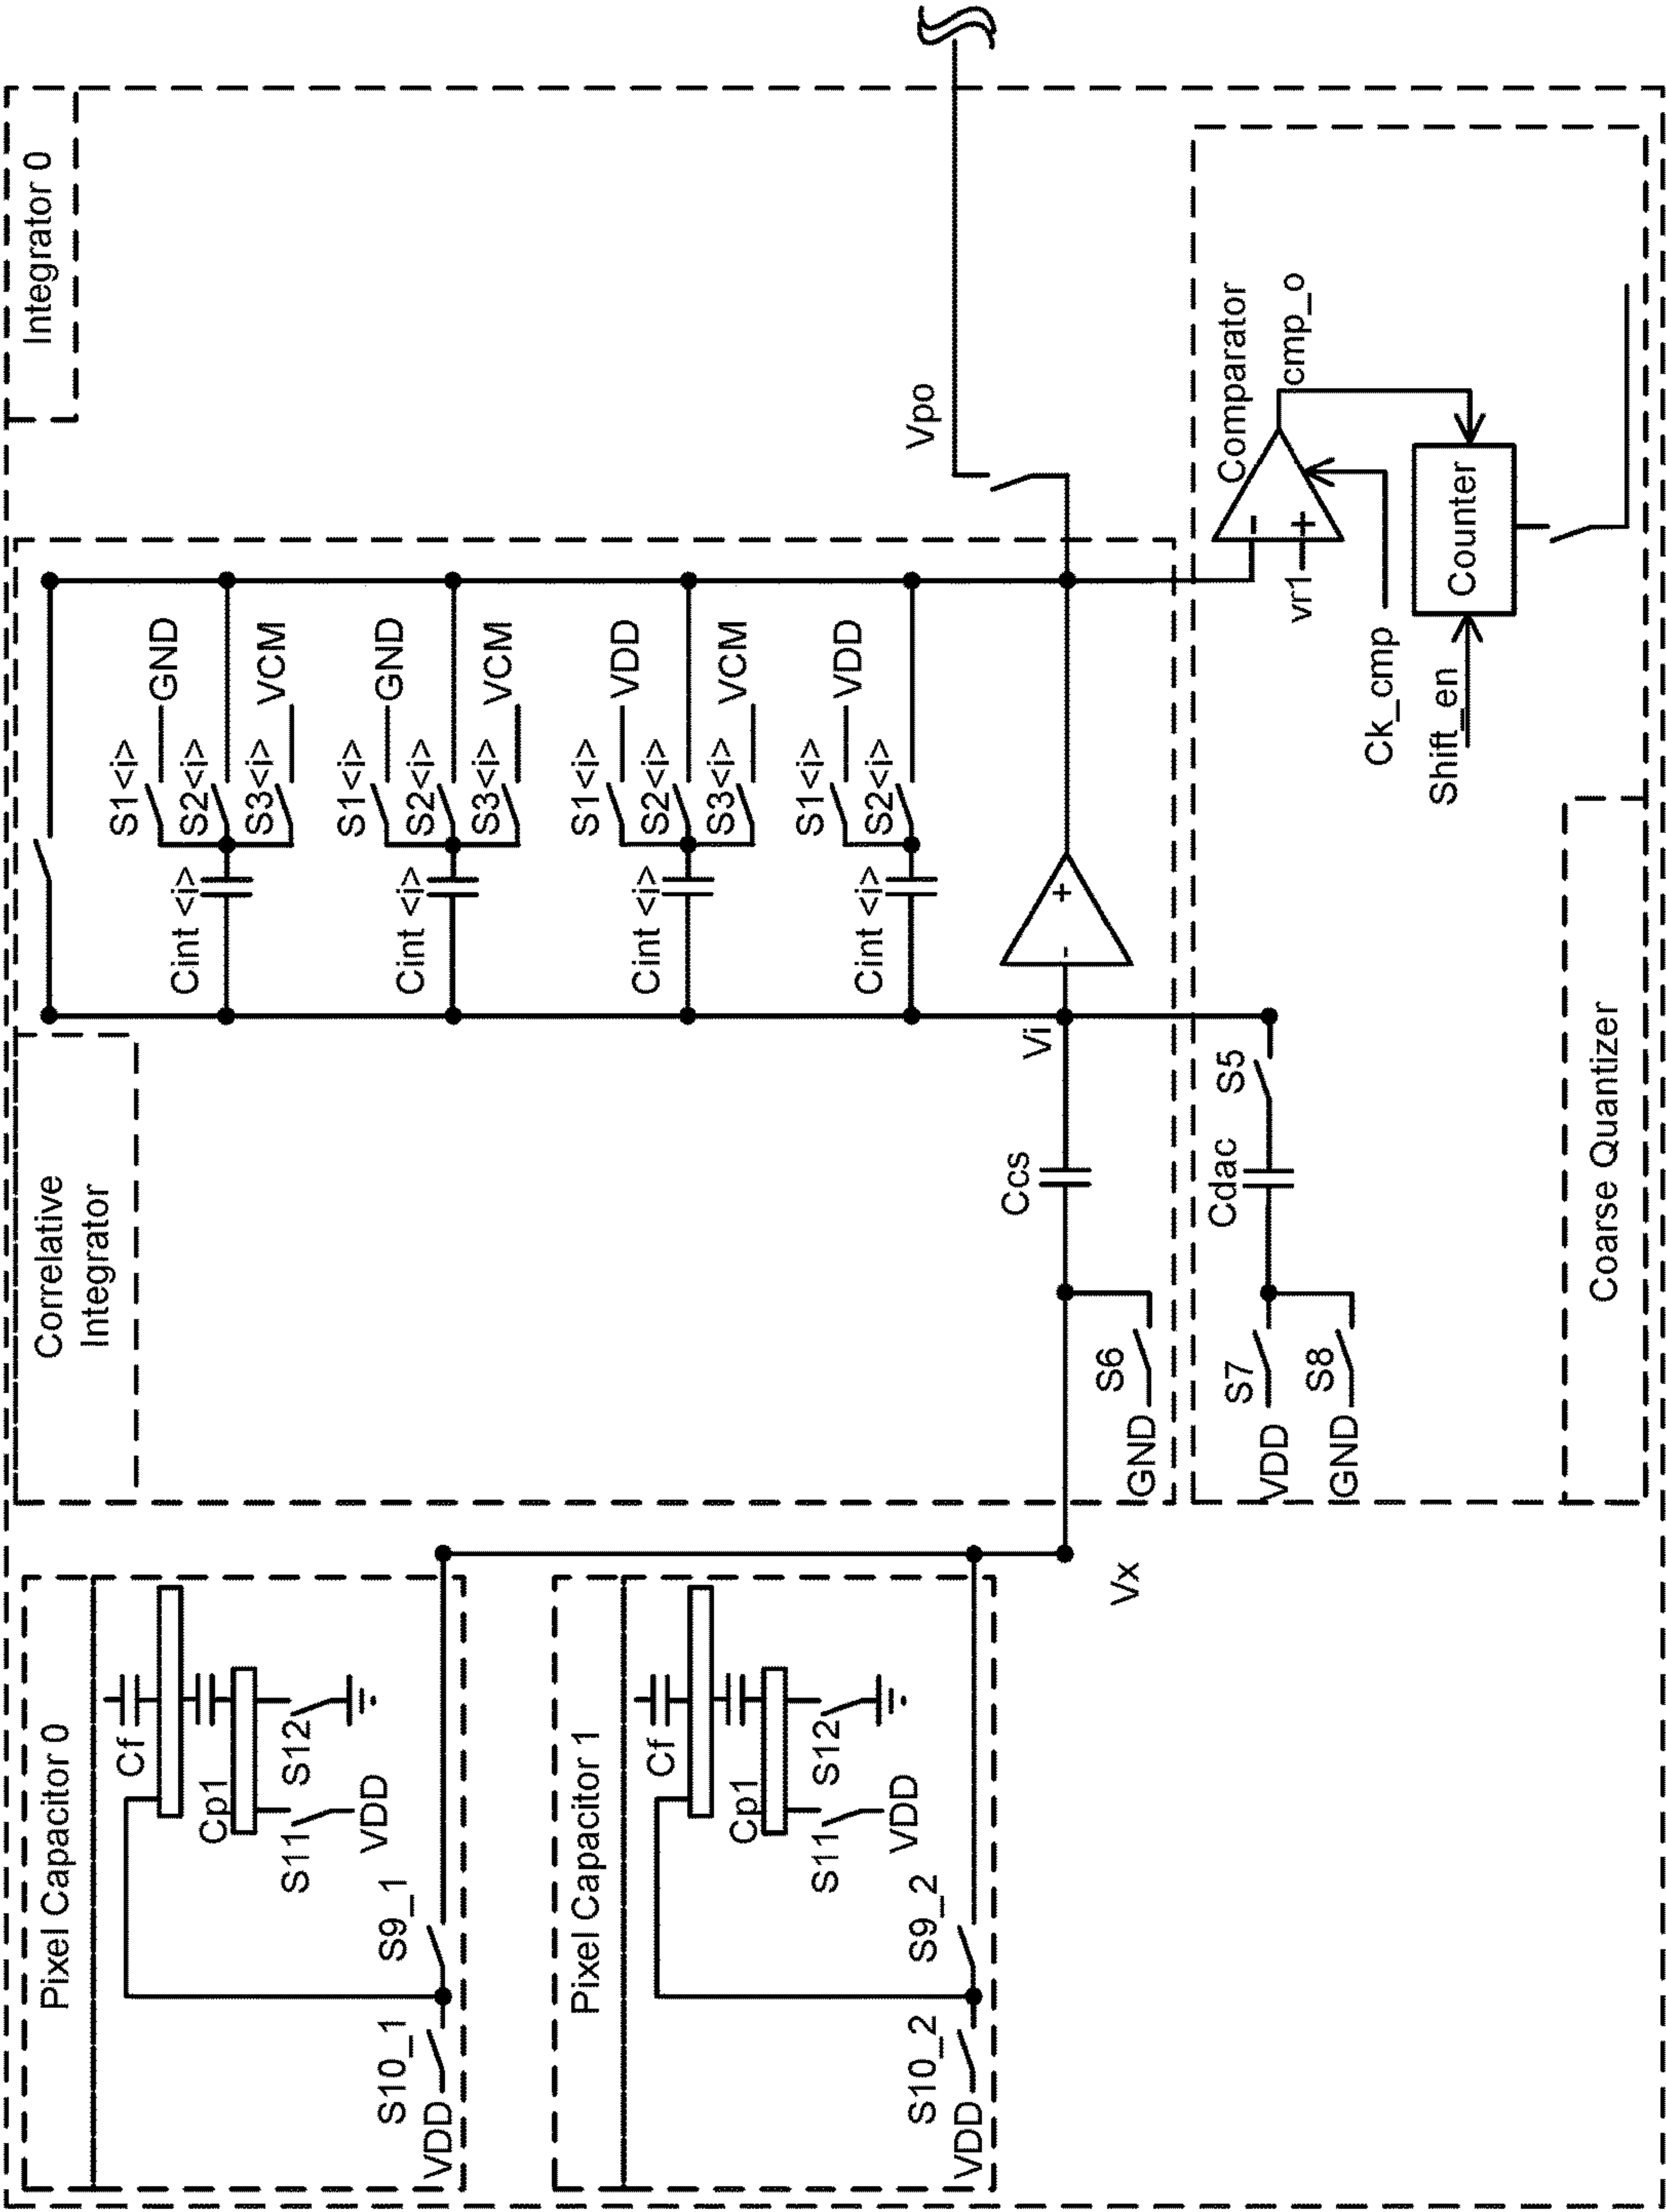 Integrator 0
Correlative
Integrator
Pixel Capacitor 0
Cf
Cp1
S11
S12
VDD
S10_1
S9_1
VDD
Pixel Capacitor 1
Cf
Cp1
S11
S12
VDD
S10_2
S9_2
VDD
Vx
Cint <i>
S1<i>
GND
S2<i>
S3<i>
VCM
Cint <i>
S1<i>
GND
S2<i>
S3<i>
VCM
Cint <i>
S1<i>
VDD
S2<i>
S3<i>
VCM
Cint <i>
S1<i>
VDD
S2<i>
Vpo
Ccs
Vi
-
+
S6
GND
Cdac
S5
S7
VDD
S8
GND
Comparator
-
+
vr1
cmp_o
Ck_cmp
Shift_en
Counter
Coarse Quantizer